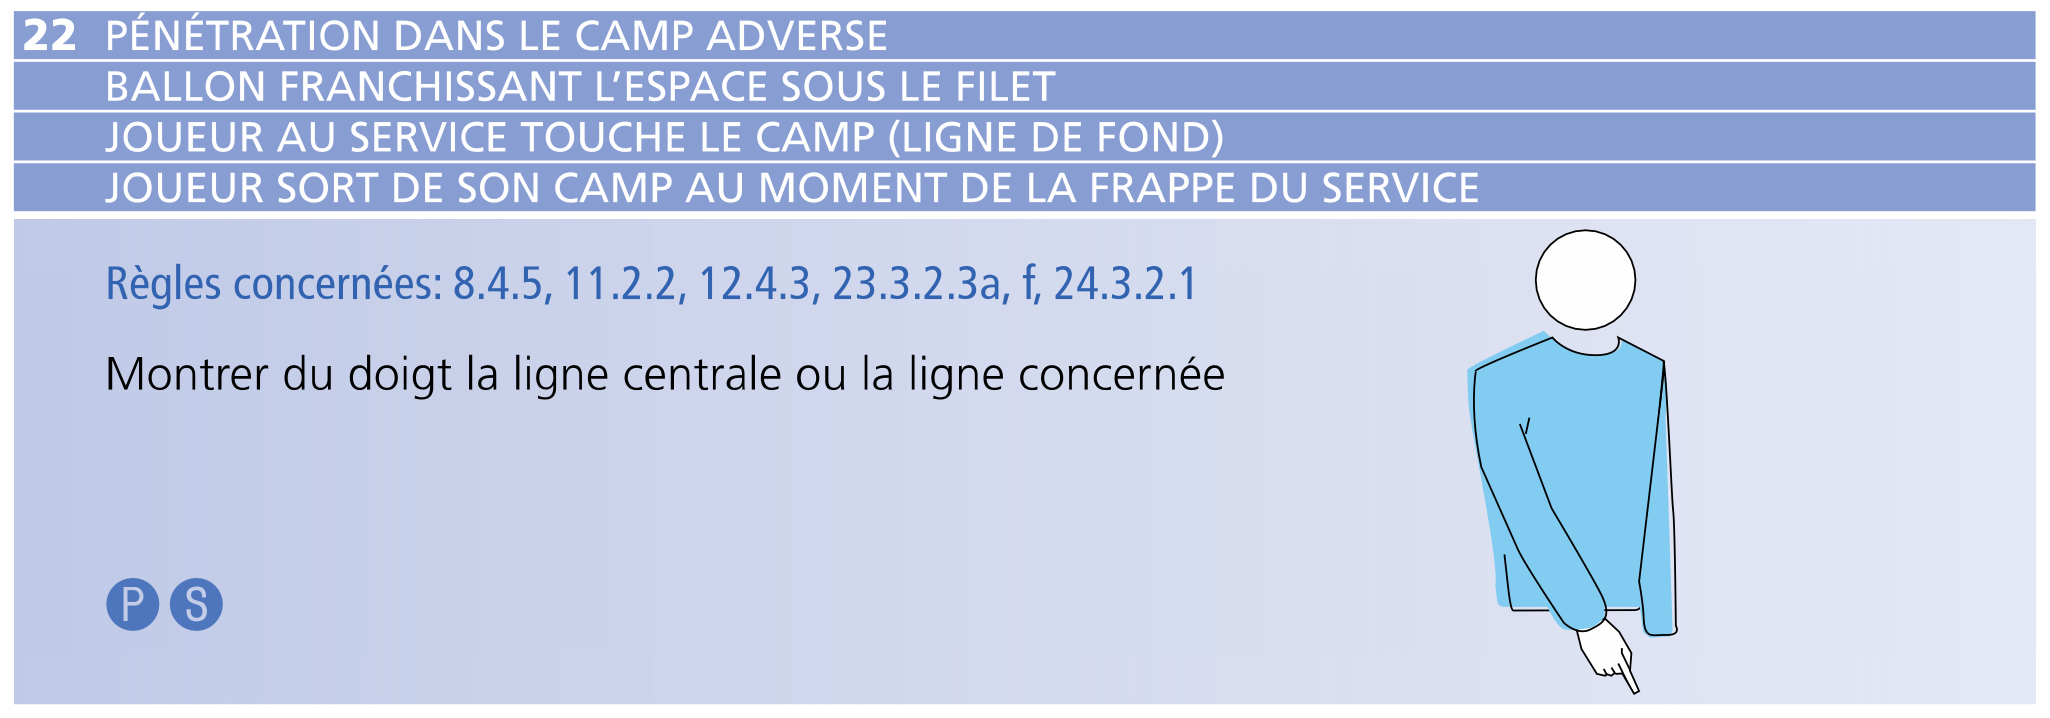 22 PÉNÉTRATION DANS LE CAMP ADVERSE
BALLON FRANCHISSANT L’ESPACE SOUS LE FILET
JOUEUR AU SERVICE TOUCHE LE CAMP (LIGNE DE FOND)
JOUEUR SORT DE SON CAMP AU MOMENT DE LA FRAPPE DU SERVICE
Règles concernées: 8.4.5, 11.2.2, 12.4.3, 23.3.2.3a, f, 24.3.2.1
Montrer du doigt la ligne centrale ou la ligne concernée
P S